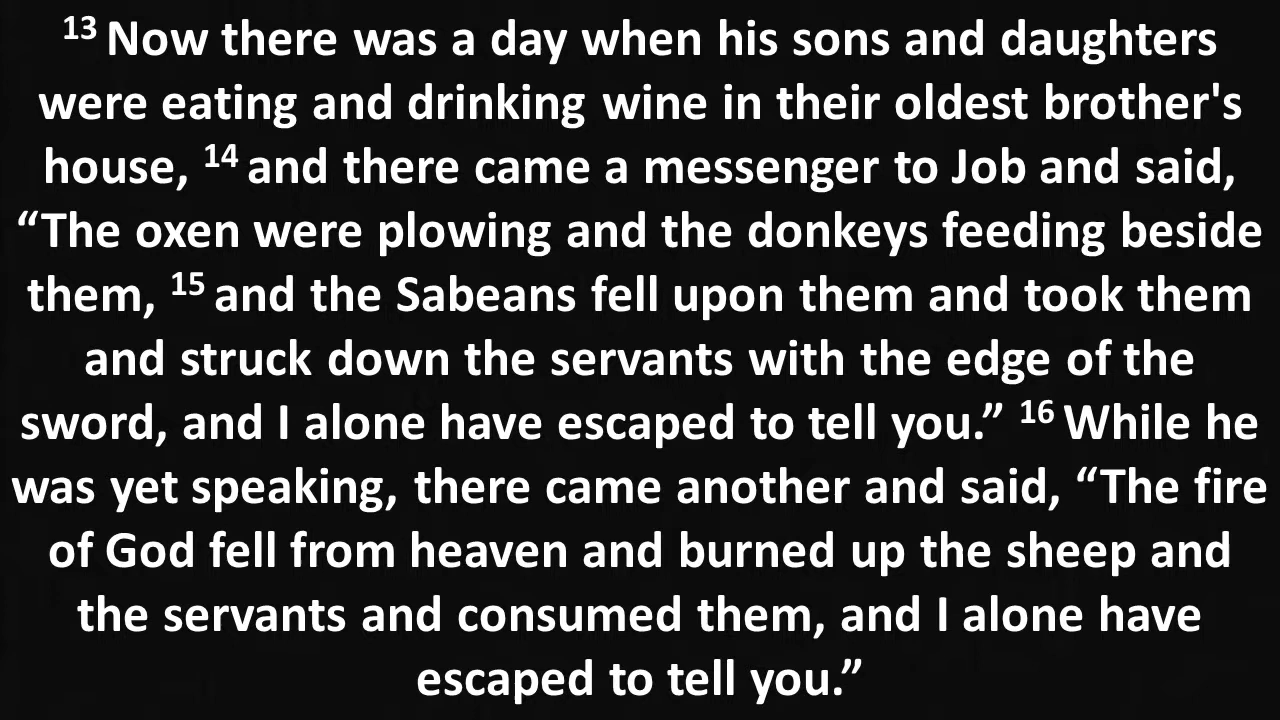 13 Now there was a day when his sons and daughters
were eating and drinking wine in their oldest brother's
house, 14 and there came a messenger to Job and said,
“The oxen were plowing and the donkeys feeding beside
them, 15 and the Sabeans fell upon them and took them
and struck down the servants with the edge of the
sword, and I alone have escaped to tell you.” 16 While he
was yet speaking, there came another and said, “The fire
of God fell from heaven and burned up the sheep and
the servants and consumed them, and I alone have
escaped to tell you.”